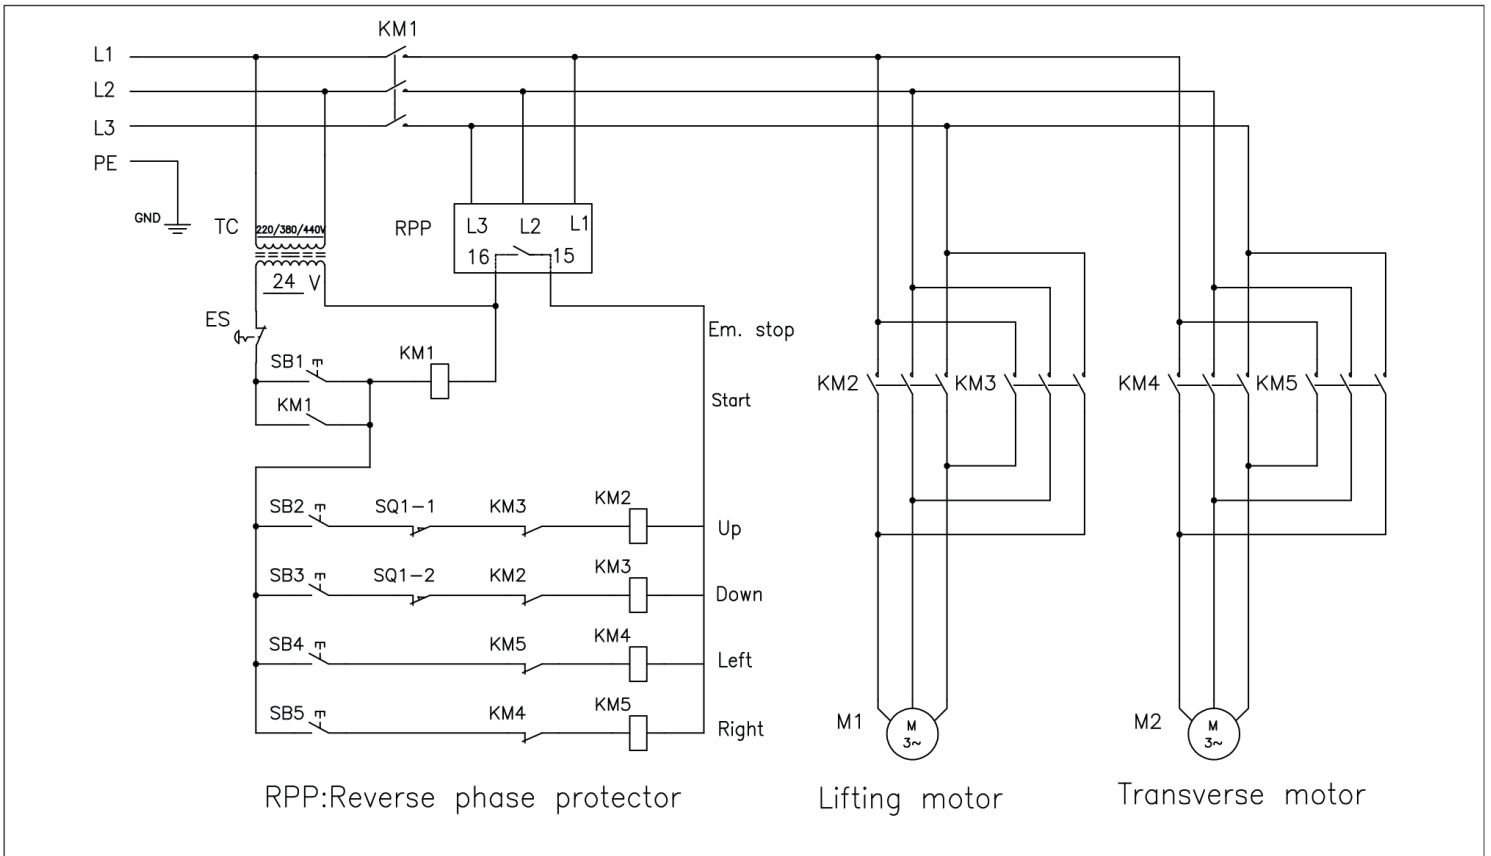 KM1
L1
L2
L3
PE
GND
TC
220/380/440V
24 V
RPP
L3 L2 L1
16 15
ES
Em. stop
SB1
KM1
Start
KM1
KM2
KM3
KM4
KM5
SB2 SQ1-1 KM3 KM2 Up
SB3 SQ1-2 KM2 KM3 Down
SB4 KM5 KM4 Left
SB5 KM4 KM5 Right
M1
M
3~
M2
M
3~
RPP:Reverse phase protector
Lifting motor
Transverse motor